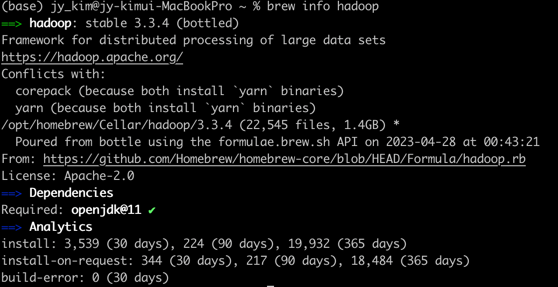 (base) jy_kim@jy-kimui-MacBookPro ~ % brew info hadoop
==> hadoop: stable 3.3.4 (bottled)
Framework for distributed processing of large data sets
https://hadoop.apache.org/
Conflicts with:
  corepack (because both install `yarn` binaries)
  yarn (because both install `yarn` binaries)
/opt/homebrew/Cellar/hadoop/3.3.4 (22,545 files, 1.4GB) *
  Poured from bottle using the formulae.brew.sh API on 2023-04-28 at 00:43:21
From: https://github.com/Homebrew/homebrew-core/blob/HEAD/Formula/hadoop.rb
License: Apache-2.0
==> Dependencies
Required: openjdk@11 ✔
==> Analytics
install: 3,539 (30 days), 224 (90 days), 19,932 (365 days)
install-on-request: 344 (30 days), 217 (90 days), 18,484 (365 days)
build-error: 0 (30 days)